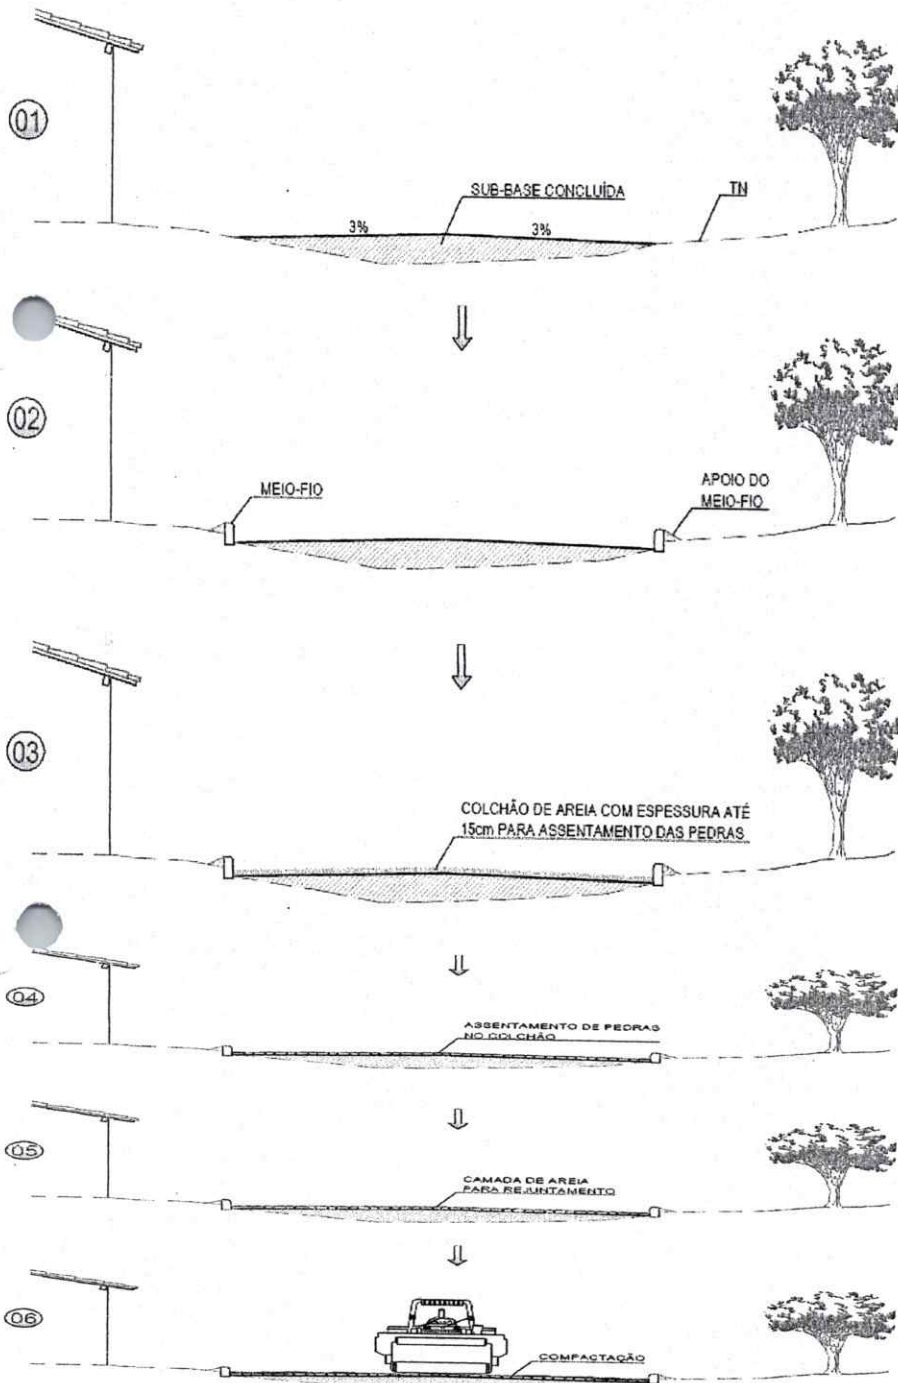 01
SUB-BASE CONCLUÍDA
TN
3%
3%
02
MEIO-FIO
APOIO DO
MEIO-FIO
03
COLCHÃO DE AREIA COM ESPESSURA ATÉ
15cm PARA ASSENTAMENTO DAS PEDRAS
04
ASSENTAMENTO DE PEDRAS
NO COLCHÃO
05
CAMADA DE AREIA
PARA REJUNTAMENTO
06
COMPACTAÇÃO